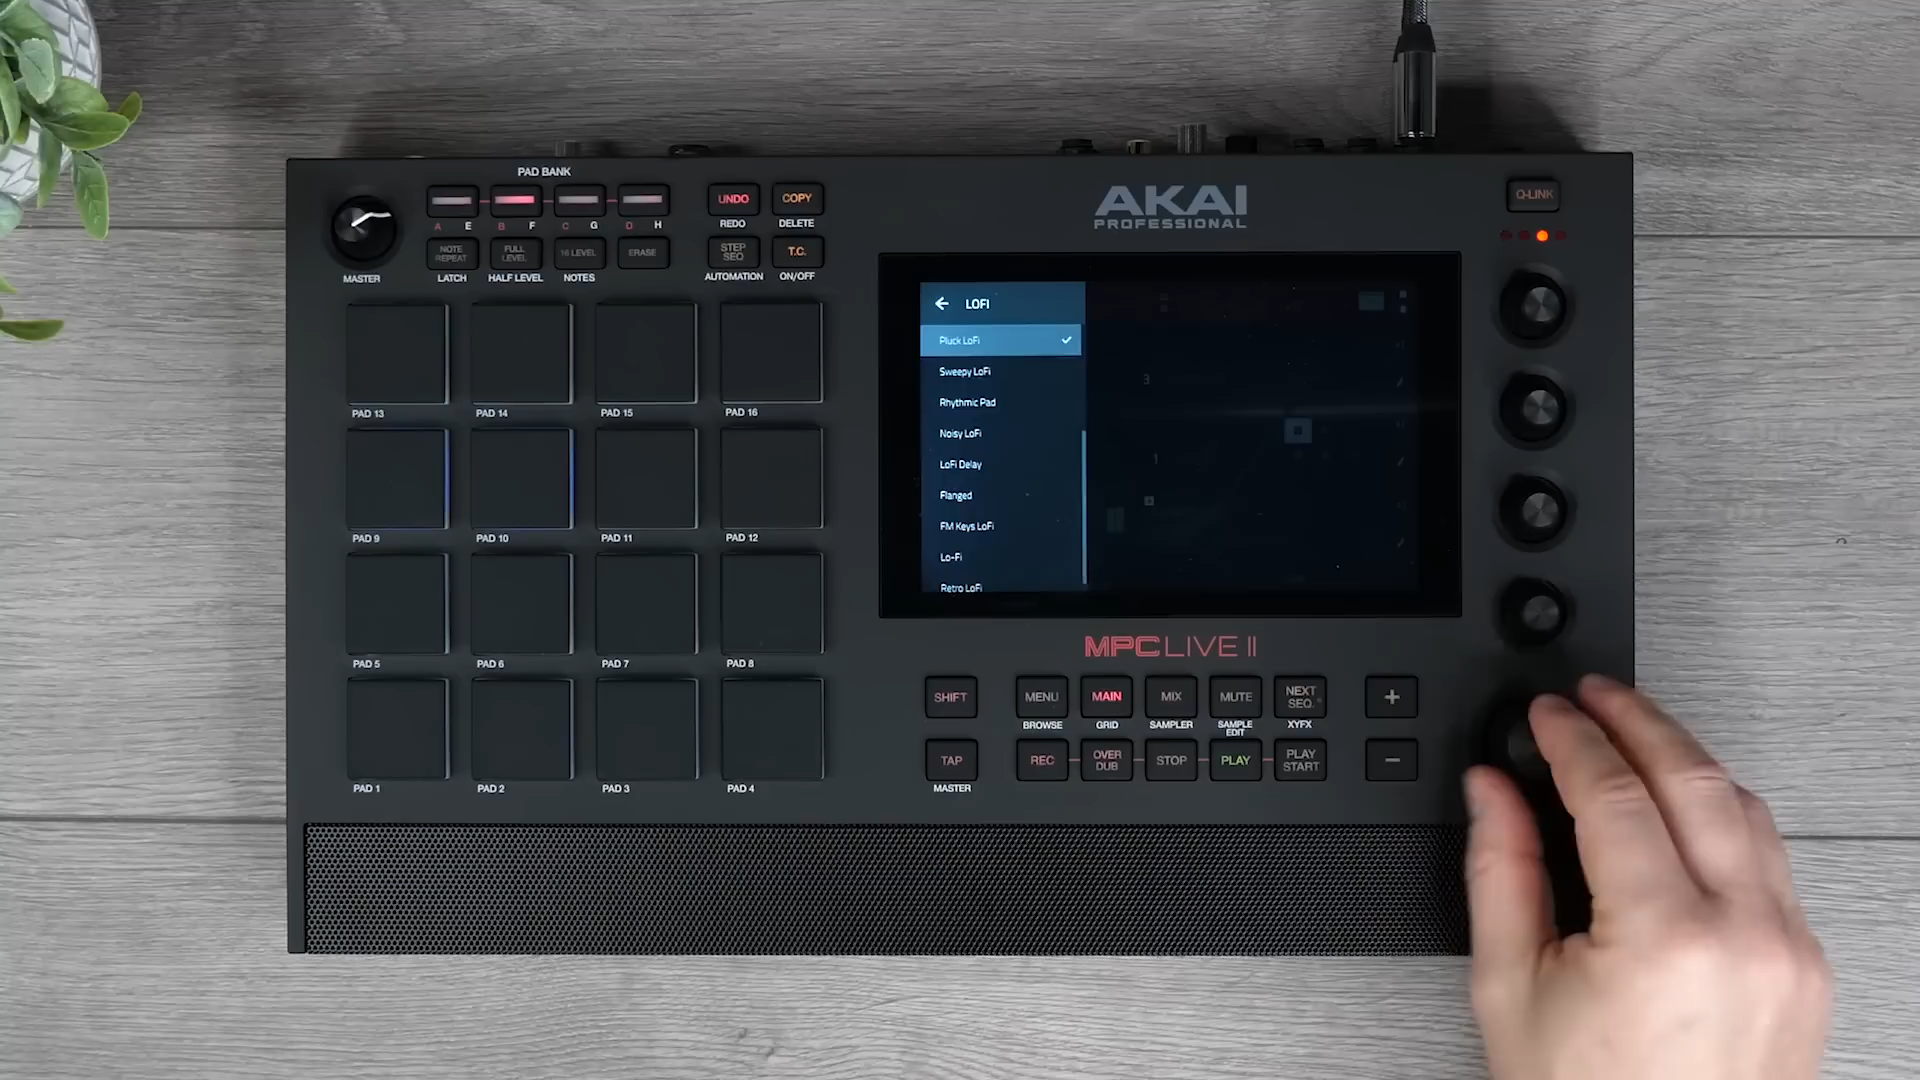 PAD BANK
A E B F C G D H
NOTE REPEAT
FULL LEVEL
16 LEVEL
ERASE
LATCH
HALF LEVEL
NOTES
MASTER
UNDO
COPY
REDO
DELETE
STEP SEQ
T.C.
AUTOMATION
ON/OFF
AKAI
PROFESSIONAL
Q-LINK
LOFI
Pluck LoFi
Sweepy LoFi
Rhythmic Pad
Noisy LoFi
LoFi Delay
Flanged
FM Keys LoFi
Lo-Fi
Retro LoFi
3
1
PAD 13
PAD 14
PAD 15
PAD 16
PAD 9
PAD 10
PAD 11
PAD 12
PAD 5
PAD 6
PAD 7
PAD 8
PAD 1
PAD 2
PAD 3
PAD 4
MPC LIVE II
SHIFT
MENU
MAIN
MIX
MUTE
NEXT SEQ.
+
BROWSE
GRID
SAMPLER
SAMPLE EDIT
XYFX
TAP
REC
OVER DUB
STOP
PLAY
PLAY START
−
MASTER